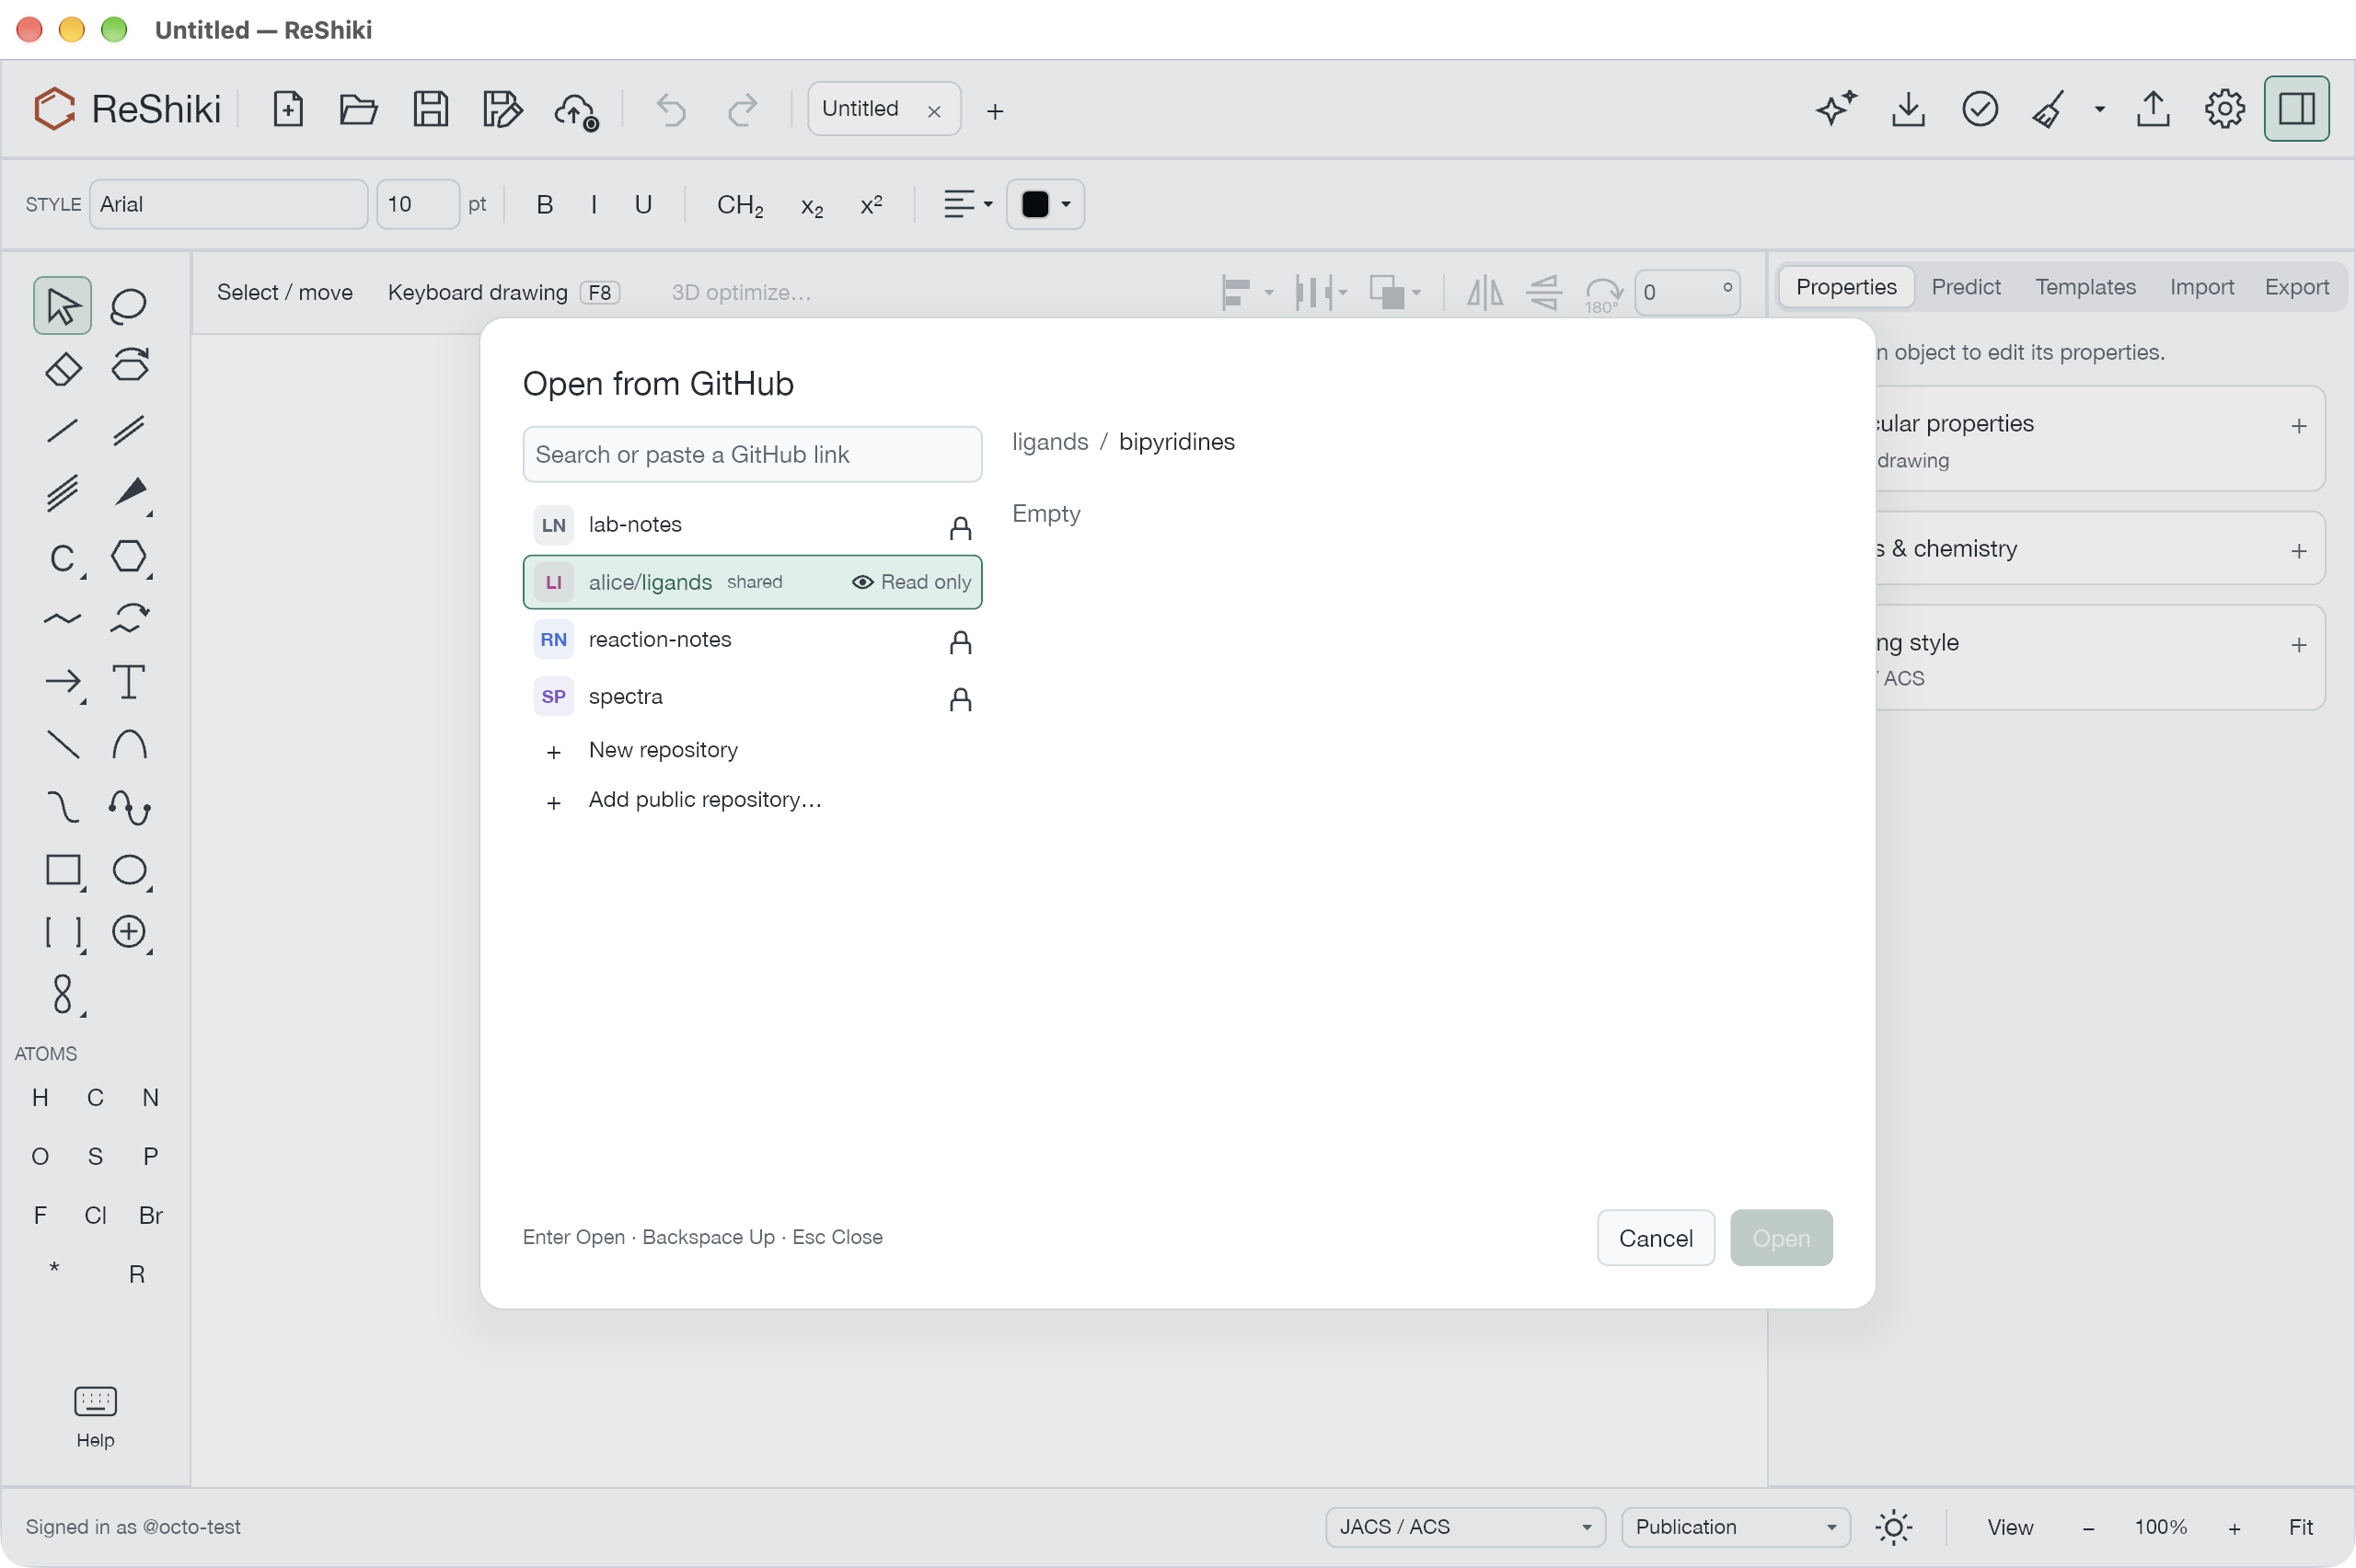 Untitled — ReShiki
ReShiki
Untitled × +
STYLE Arial 10 pt B I U CH₂ x₂ x²
Select / move Keyboard drawing F8 3D optimize... 180° 0 °
Properties Predict Templates Import Export
n object to edit its properties.
cular properties +
drawing
s & chemistry +
ng style +
/ ACS
Open from GitHub
Search or paste a GitHub link
LN lab-notes
LI alice/ligands shared Read only
RN reaction-notes
SP spectra
+ New repository
+ Add public repository...
ligands / bipyridines
Empty
Enter Open · Backspace Up · Esc Close
Cancel Open
C
T
[ ]
ATOMS
H C N
O S P
F Cl Br
* R
Help
Signed in as @octo-test
JACS / ACS Publication View − 100% + Fit